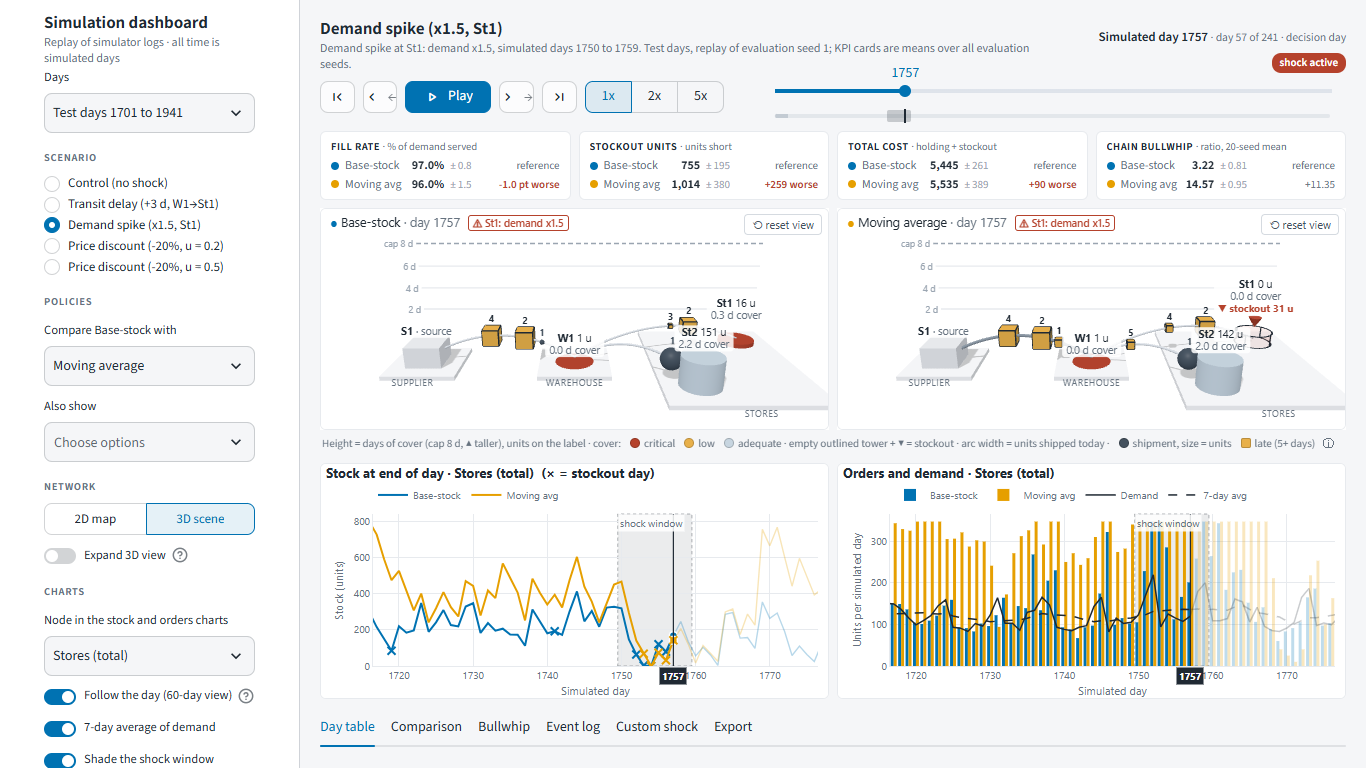 Simulation dashboard
Replay of simulator logs · all time is
simulated days
Days
Test days 1701 to 1941
SCENARIO
Control (no shock)
Transit delay (+3 d, W1→St1)
Demand spike (x1.5, St1)
Price discount (-20%, u = 0.2)
Price discount (-20%, u = 0.5)
POLICIES
Compare Base-stock with
Moving average
Also show
Choose options
NETWORK
2D map
3D scene
Expand 3D view
CHARTS
Node in the stock and orders charts
Stores (total)
Follow the day (60-day view)
7-day average of demand
Shade the shock window
Demand spike (x1.5, St1)
Demand spike at St1: demand x1.5, simulated days 1750 to 1759. Test days, replay of evaluation seed 1; KPI cards are means over all evaluation
seeds.
Simulated day 1757 · day 57 of 241 · decision day
shock active
Play
1x
2x
5x
1757
FILL RATE · % of demand served
Base-stock 97.0% ± 0.8 reference
Moving avg 96.0% ± 1.5 -1.0 pt worse
STOCKOUT UNITS · units short
Base-stock 755 ± 195 reference
Moving avg 1,014 ± 380 +259 worse
TOTAL COST · holding + stockout
Base-stock 5,445 ± 261 reference
Moving avg 5,535 ± 389 +90 worse
CHAIN BULLWHIP · ratio, 20-seed mean
Base-stock 3.22 ± 0.81 reference
Moving avg 14.57 ± 0.95 +11.35
Base-stock · day 1757
St1: demand x1.5
reset view
cap 8 d
6 d
4 d
2 d
S1 · source
4
2
1
W1 1 u
0.0 d cover
3
2
1
St1 16 u
0.3 d cover
St2 151 u
2.2 d cover
SUPPLIER
WAREHOUSE
STORES
Moving average · day 1757
St1: demand x1.5
reset view
cap 8 d
6 d
4 d
2 d
S1 · source
4
2
1
W1 1 u
0.0 d cover
5
4
2
1
St1 0 u
0.0 d cover
▼ stockout 31 u
St2 142 u
2.0 d cover
SUPPLIER
WAREHOUSE
STORES
Height = days of cover (cap 8 d, ▲ taller), units on the label · cover: critical low adequate · empty outlined tower + ▼ = stockout · arc width = units shipped today · shipment, size = units late (5+ days)
Stock at end of day · Stores (total) (× = stockout day)
Base-stock
Moving avg
shock window
Stock (units)
800
600
400
200
0
1720
1730
1740
1750
1757
1760
1770
Simulated day
Orders and demand · Stores (total)
Base-stock
Moving avg
Demand
7-day avg
shock window
Units per simulated day
300
200
100
0
1720
1730
1740
1750
1757
1760
1770
Simulated day
Day table
Comparison
Bullwhip
Event log
Custom shock
Export